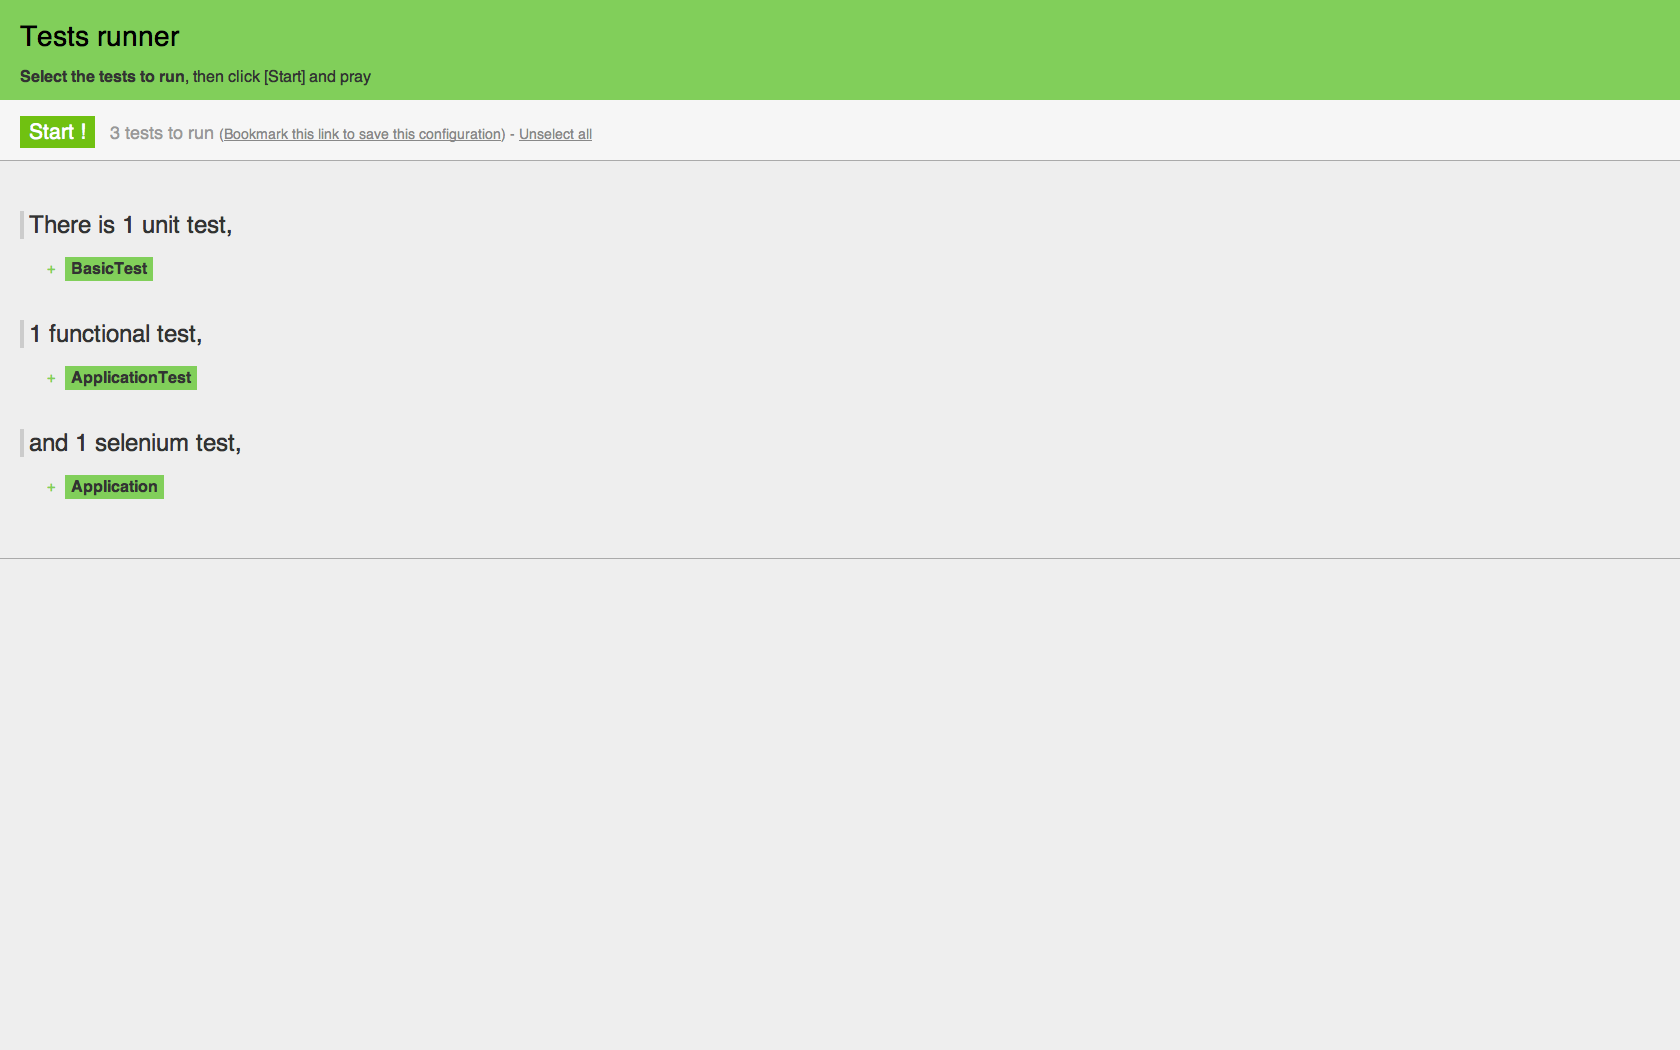 Tests runner
Select the tests to run, then click [Start] and pray
Start ! 3 tests to run (Bookmark this link to save this configuration) - Unselect all
There is 1 unit test,
+ BasicTest
1 functional test,
+ ApplicationTest
and 1 selenium test,
+ Application